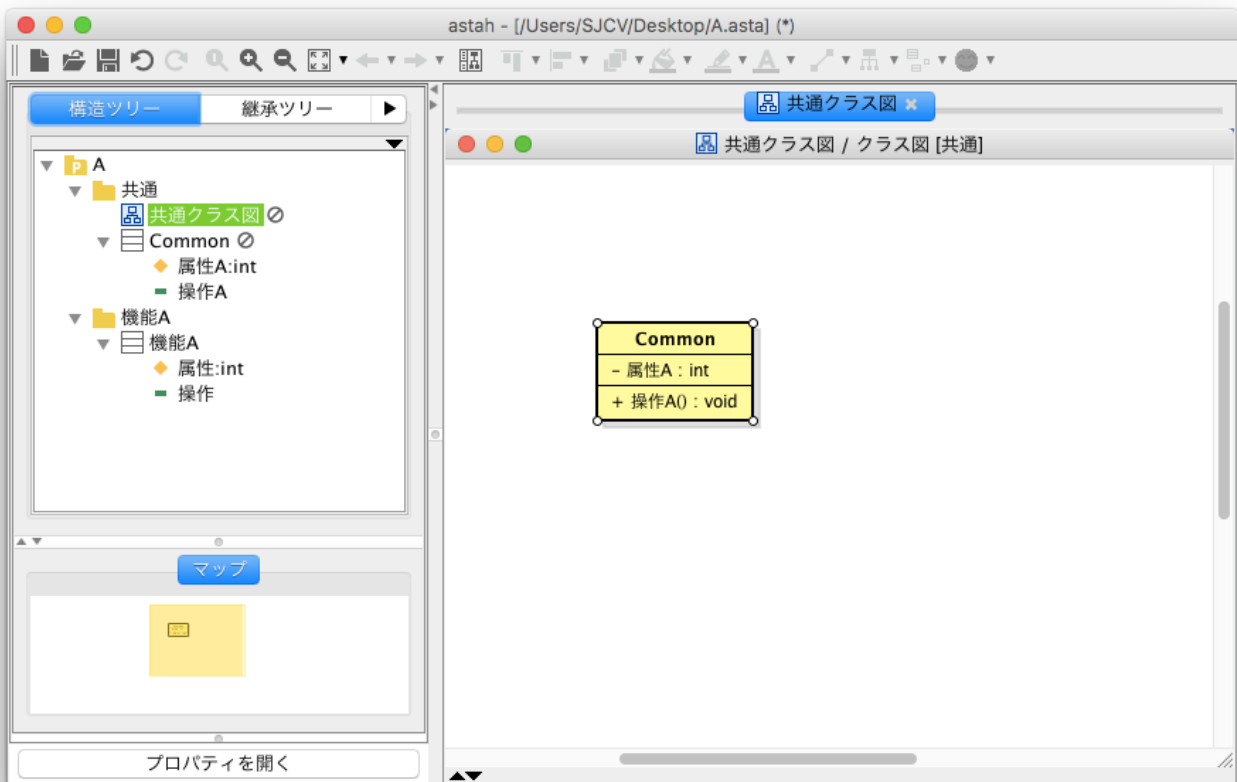 astah - [/Users/SJCV/Desktop/A.asta] (*)
構造ツリー
継承ツリー
共通クラス図
共通クラス図 / クラス図 [共通]
P A
共通
共通クラス図
Common
属性A:int
操作A
機能A
機能A
属性:int
操作
Common
- 属性A : int
+ 操作A() : void
マップ
プロパティを開く